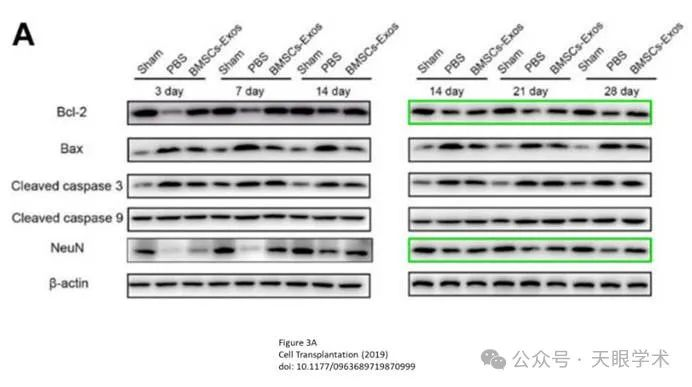 A
Sham PBS BMSCs-Exos Sham PBS BMSCs-Exos Sham PBS BMSCs-Exos Sham PBS BMSCs-Exos Sham PBS BMSCs-Exos Sham PBS BMSCs-Exos
3 day 7 day 14 day 14 day 21 day 28 day
Bcl-2
Bax
Cleaved caspase 3
Cleaved caspase 9
NeuN
β-actin
Figure 3A
Cell Transplantation (2019)
doi: 10.1177/0963689719870999
公众号 · 天眼学术